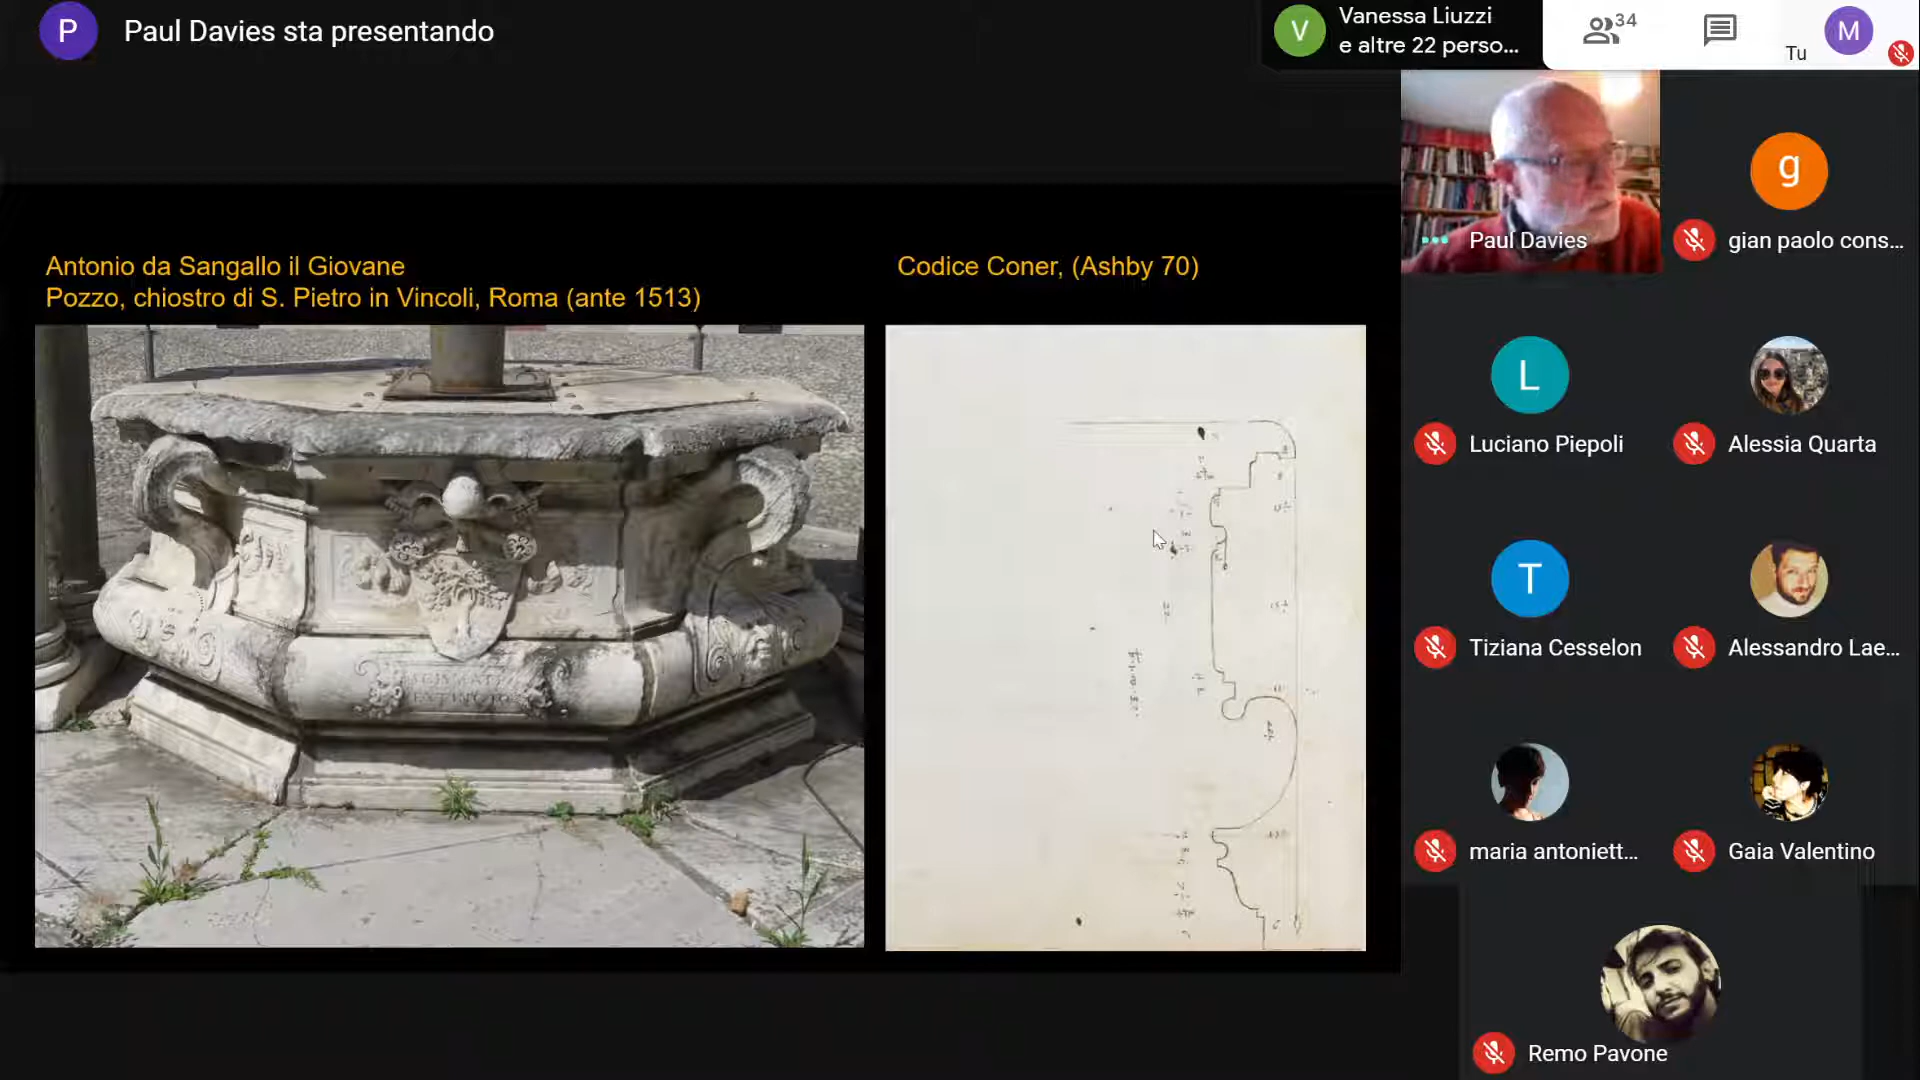 P
Paul Davies sta presentando
V
Vanessa Liuzzi
e altre 22 perso...
34
Tu
M
Antonio da Sangallo il Giovane
Pozzo, chiostro di S. Pietro in Vincoli, Roma (ante 1513)
Codice Coner, (Ashby 70)
Paul Davies
g
gian paolo cons...
L
Luciano Piepoli
Alessia Quarta
T
Tiziana Cesselon
Alessandro Lae...
maria antoniett...
Gaia Valentino
Remo Pavone